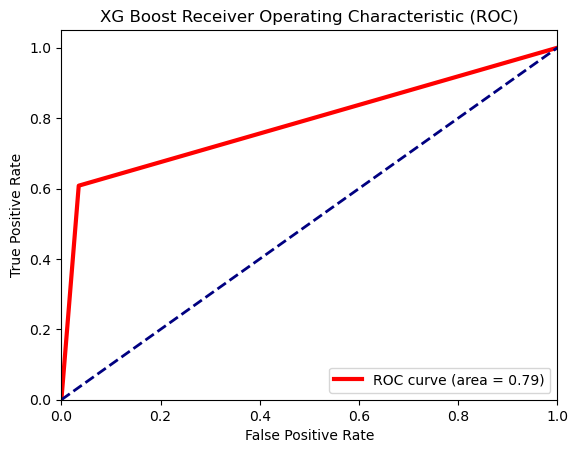 XG Boost Receiver Operating Characteristic (ROC)
1.0
0.8
0.6
0.4
0.2
0.0
True Positive Rate
ROC curve (area = 0.79)
0.0 0.2 0.4 0.6 0.8 1.0
False Positive Rate